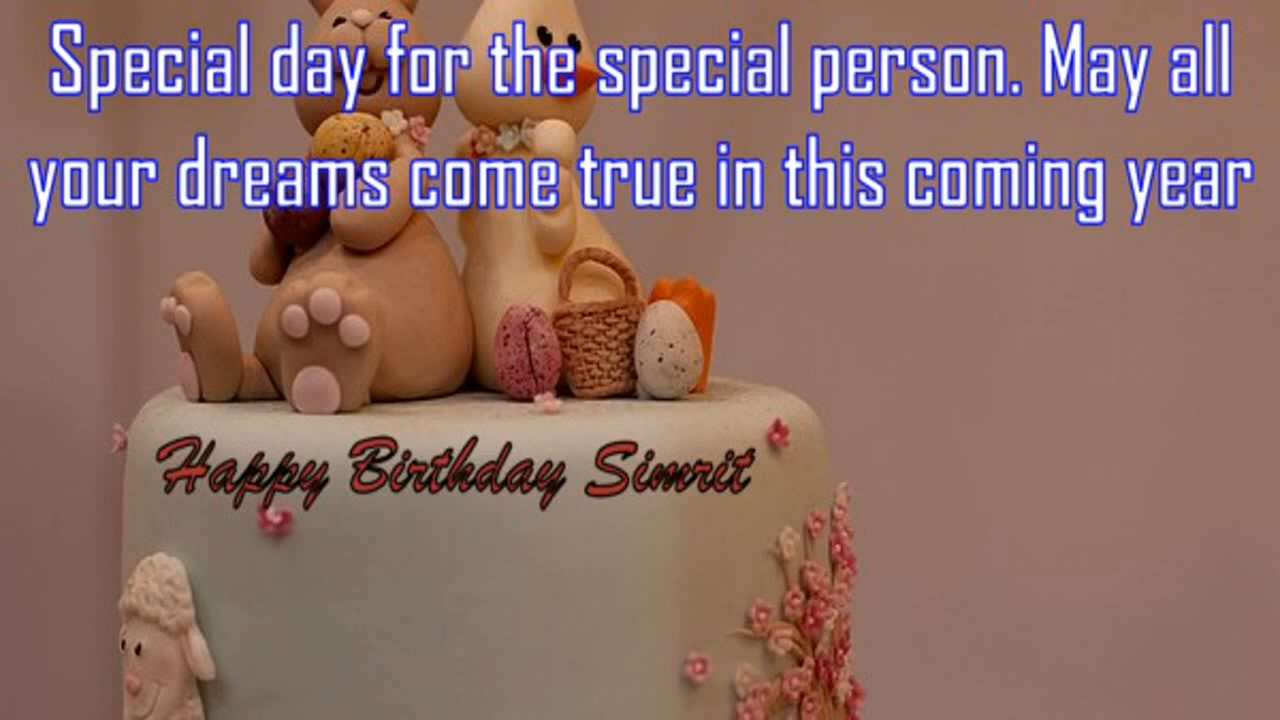 Special day for the special person. May all
your dreams come true in this coming year
Happy Birthday Simrit